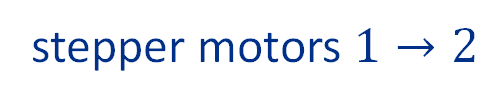 stepper motors 1 → 2